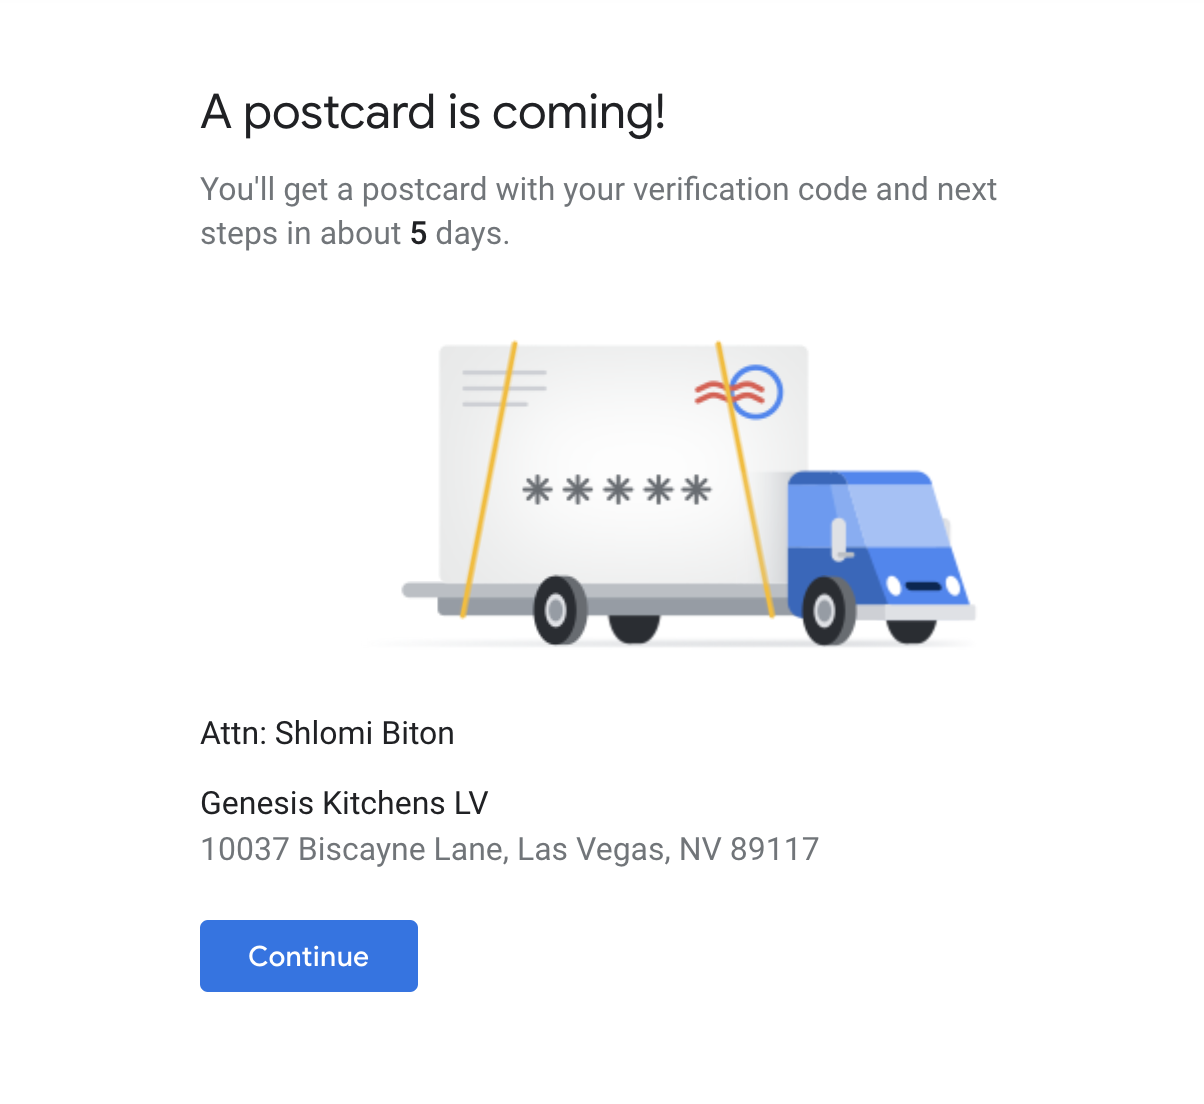 A postcard is coming!
You'll get a postcard with your verification code and next
steps in about 5 days.
*****
Attn: Shlomi Biton
Genesis Kitchens LV
10037 Biscayne Lane, Las Vegas, NV 89117
Continue